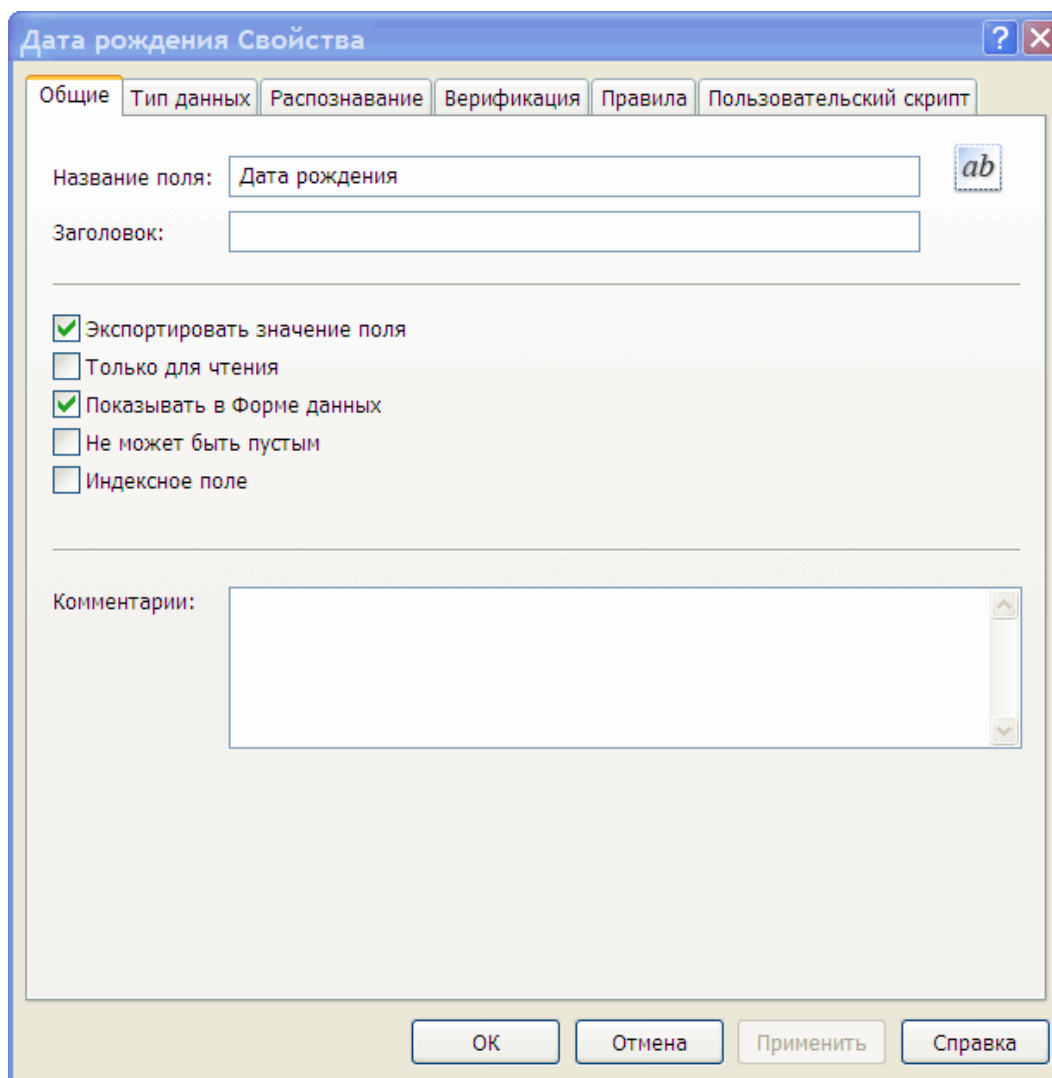 Дата рождения Свойства
Общие Тип данных Распознавание Верификация Правила Пользовательский скрипт
Название поля: Дата рождения ab
Заголовок:
Экспортировать значение поля
Только для чтения
Показывать в Форме данных
Не может быть пустым
Индексное поле
Комментарии:
ОК Отмена Применить Справка